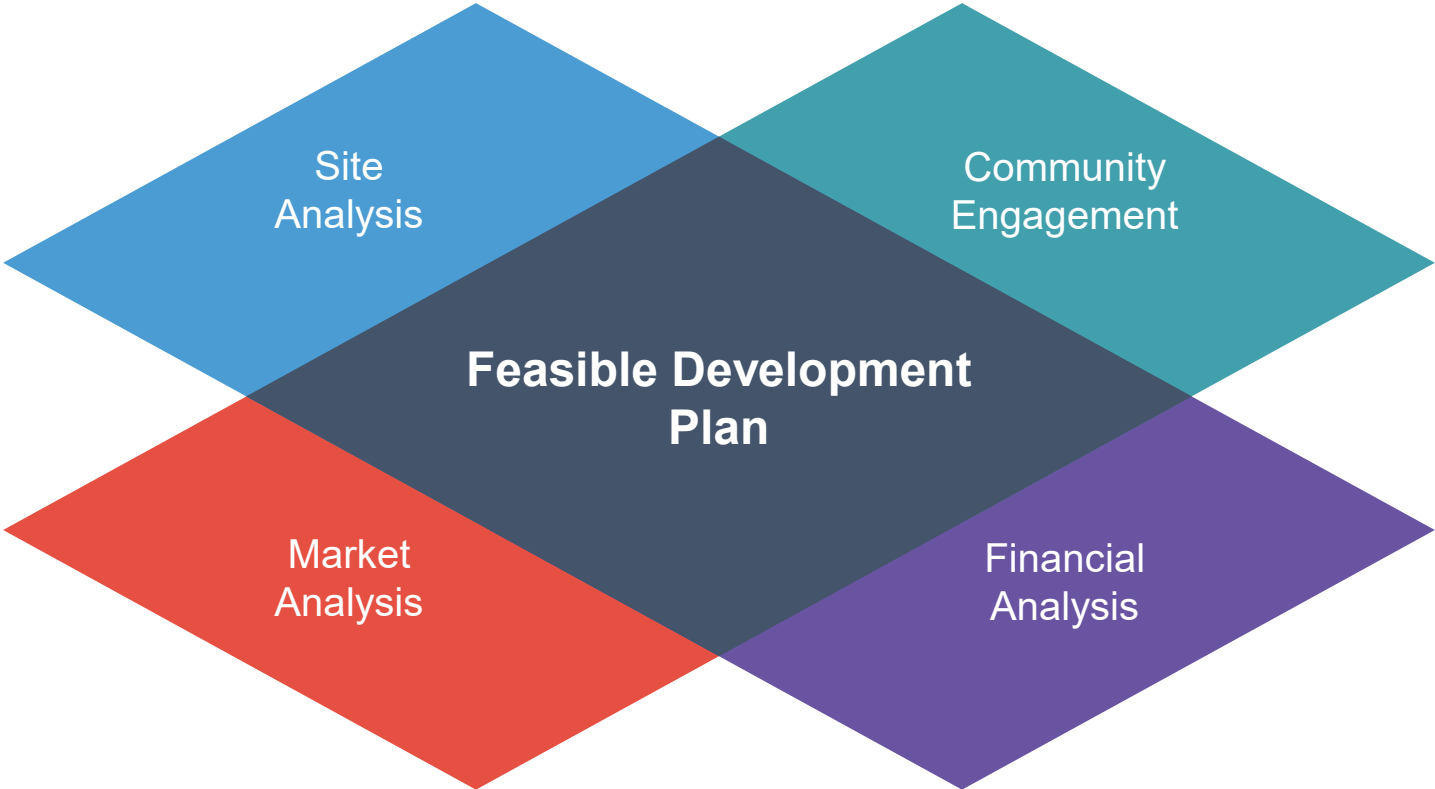 Site
Analysis
Community
Engagement
Feasible Development
Plan
Market
Analysis
Financial
Analysis